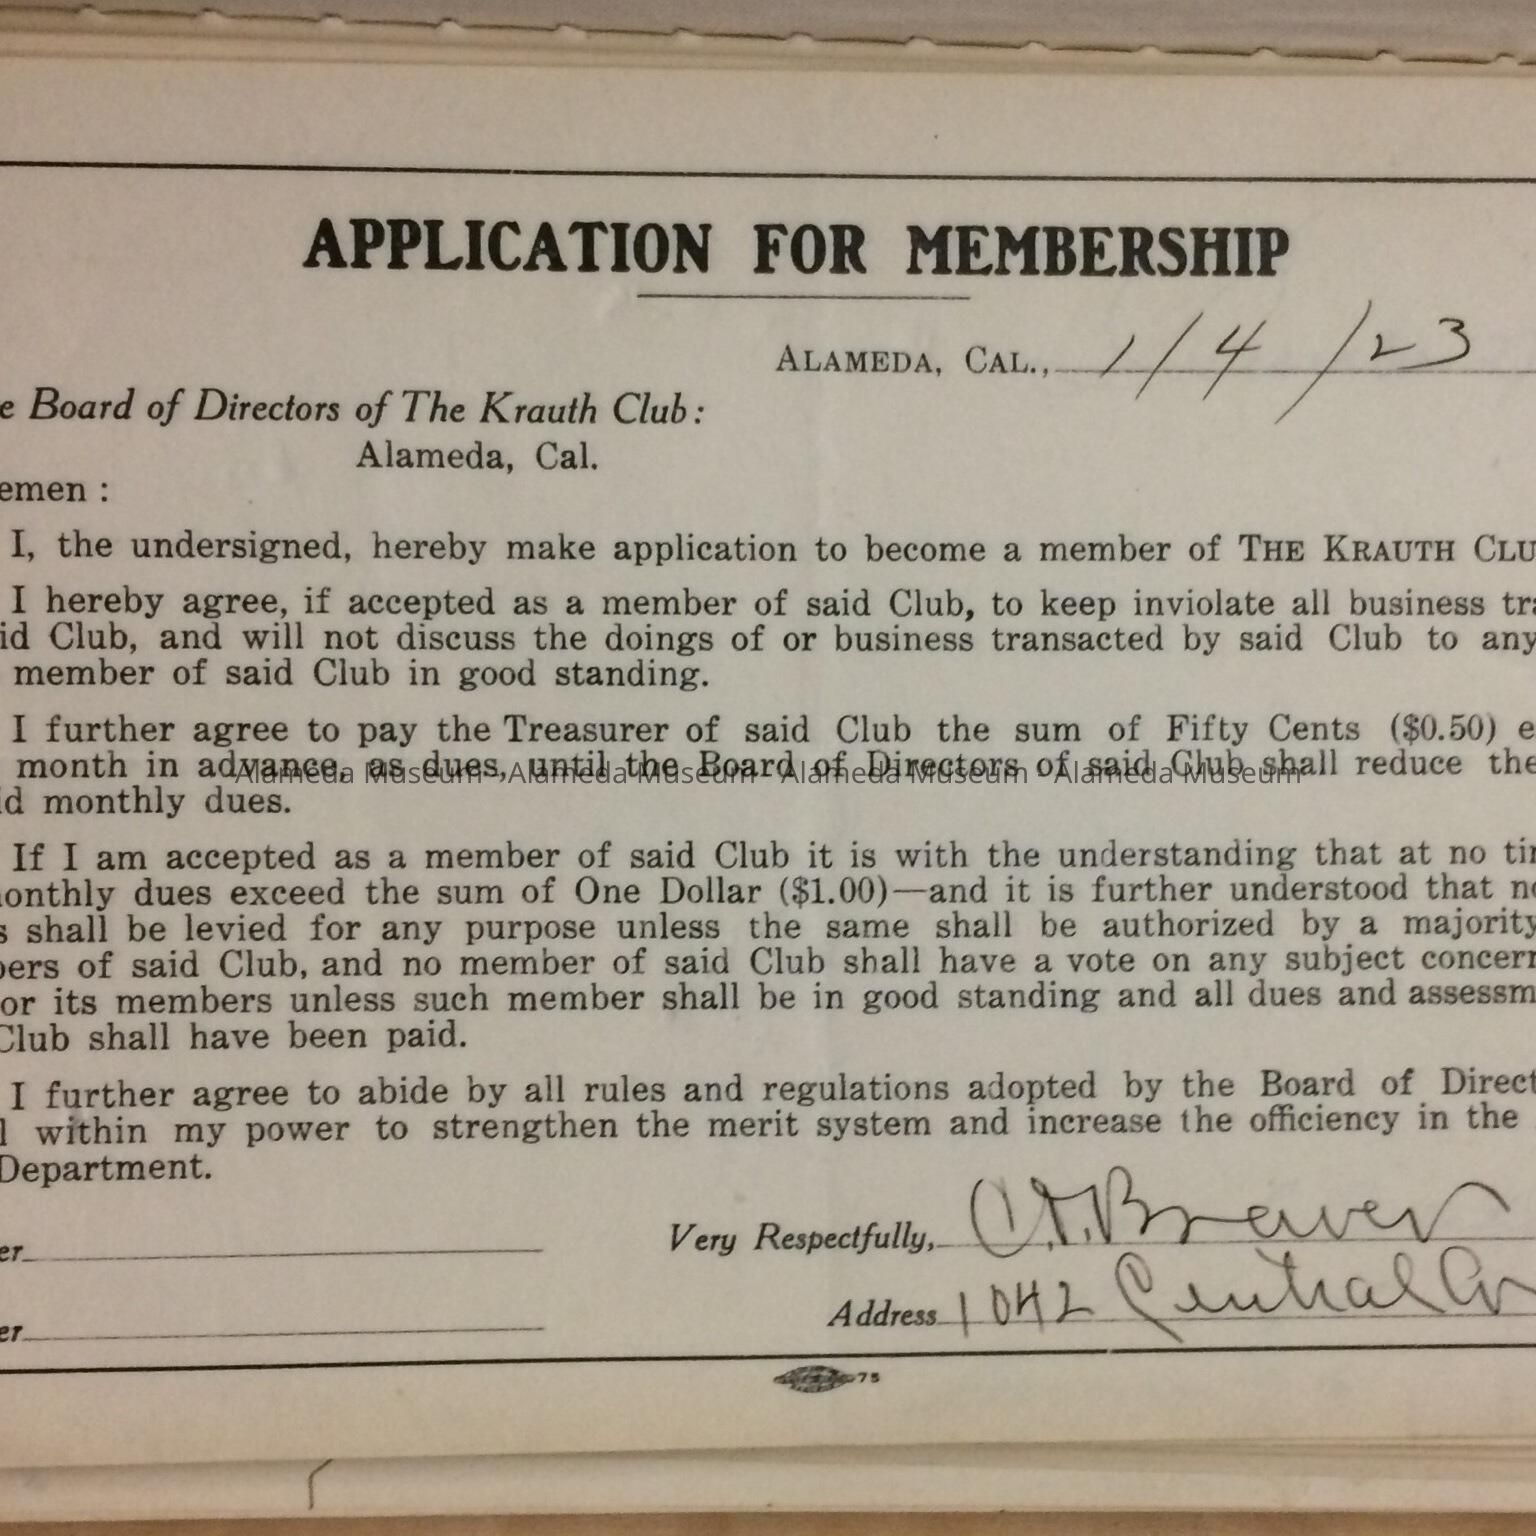 APPLICATION FOR MEMBERSHIP
ALAMEDA, CAL., 1/4/23
e Board of Directors of The Krauth Club:
Alameda, Cal.
emen :
I, the undersigned, hereby make application to become a member of THE KRAUTH CLU
I hereby agree, if accepted as a member of said Club, to keep inviolate all business tra
id Club, and will not discuss the doings of or business transacted by said Club to any
member of said Club in good standing.
I further agree to pay the Treasurer of said Club the sum of Fifty Cents ($0.50) e
month in advance, as dues, until the Board of Directors of said Club shall reduce the
Alameda Museum - Alameda Museum - Alameda Museum - Alameda Museum
id monthly dues.
If I am accepted as a member of said Club it is with the understanding that at no tim
onthly dues exceed the sum of One Dollar ($1.00)—and it is further understood that no
s shall be levied for any purpose unless the same shall be authorized by a majority
bers of said Club, and no member of said Club shall have a vote on any subject concern
or its members unless such member shall be in good standing and all dues and assessm
Club shall have been paid.
I further agree to abide by all rules and regulations adopted by the Board of Direct
l within my power to strengthen the merit system and increase the officiency in the
Department.
er
Very Respectfully,
Address 1042 Central Av
er
75